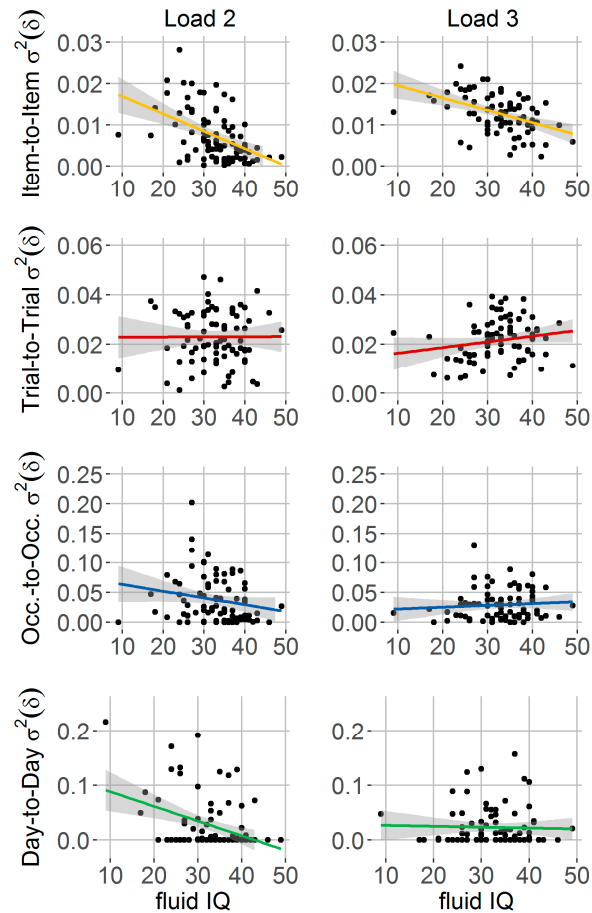 Load 2 Load 3
Item-to-Item σ²(δ)
0.03 0.03
0.02 0.02
0.01 0.01
0.00 0.00
10 20 30 40 50 10 20 30 40 50
Trial-to-Trial σ²(δ)
0.06 0.06
0.04 0.04
0.02 0.02
0.00 0.00
10 20 30 40 50 10 20 30 40 50
Occ.-to-Occ. σ²(δ)
0.25 0.25
0.20 0.20
0.15 0.15
0.10 0.10
0.05 0.05
0.00 0.00
10 20 30 40 50 10 20 30 40 50
Day-to-Day σ²(δ)
0.2 0.2
0.1 0.1
0.0 0.0
10 20 30 40 50 10 20 30 40 50
fluid IQ fluid IQ